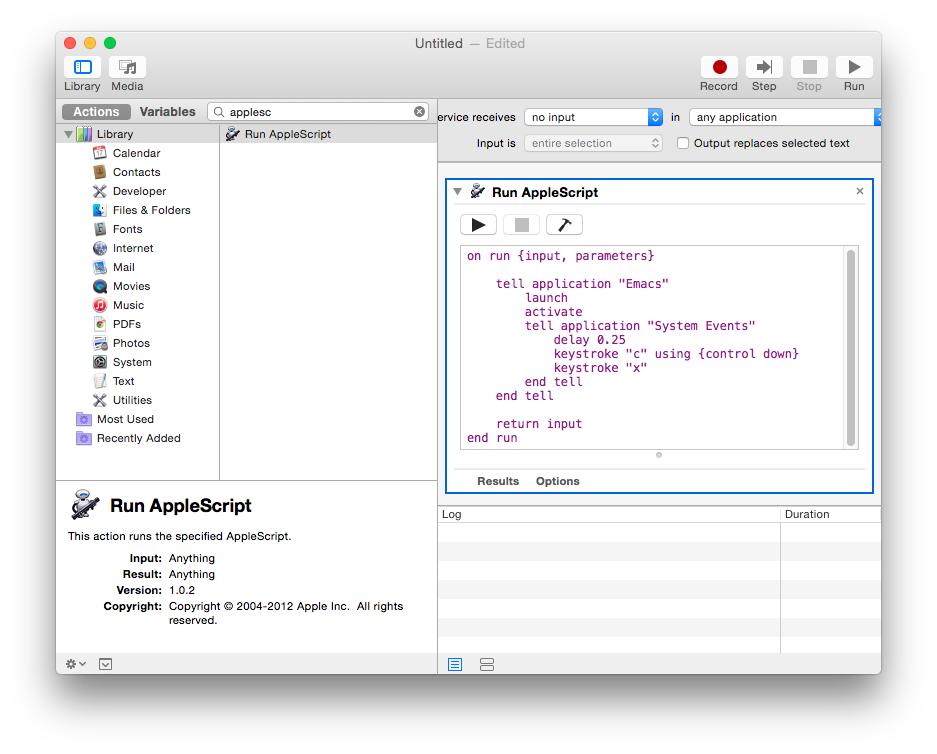 Untitled — Edited
Library
Media
Record
Step
Stop
Run
Actions
Variables
applesc
Library
Calendar
Contacts
Developer
Files & Folders
Fonts
Internet
Mail
Movies
Music
PDFs
Photos
System
Text
Utilities
Most Used
Recently Added
Run AppleScript
ervice receives
no input
in
any application
Input is
entire selection
Output replaces selected text
Run AppleScript
on run {input, parameters}
tell application "Emacs"
launch
activate
tell application "System Events"
delay 0.25
keystroke "c" using {control down}
keystroke "x"
end tell
end tell
return input
end run
Results
Options
Run AppleScript
This action runs the specified AppleScript.
Input: Anything
Result: Anything
Version: 1.0.2
Copyright: Copyright © 2004-2012 Apple Inc. All rights
reserved.
Log
Duration